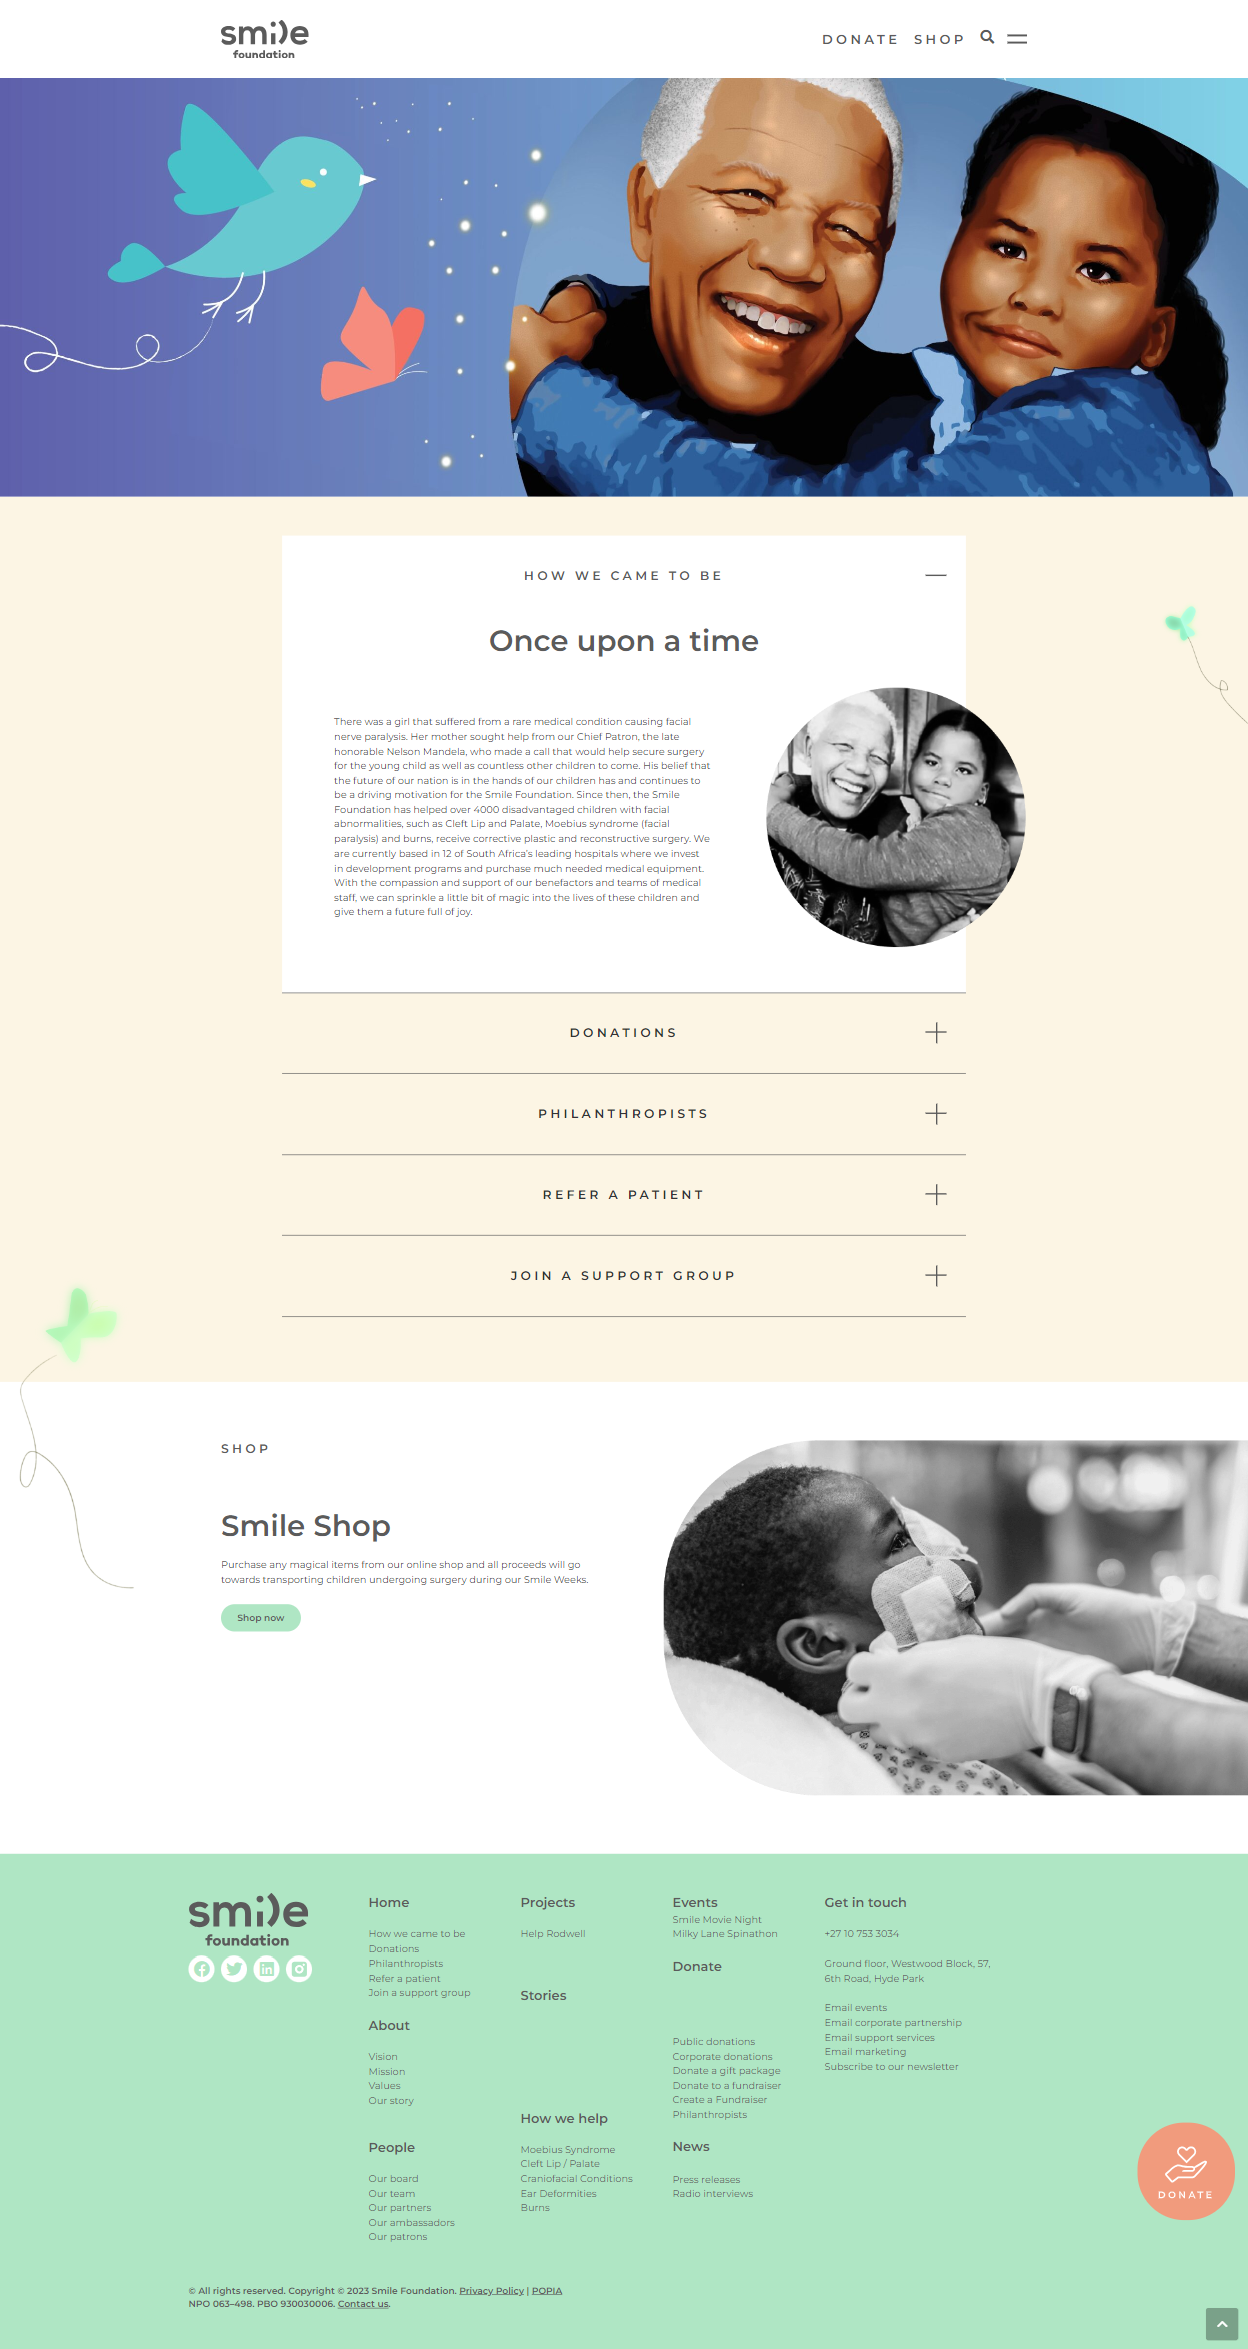 smile
foundation
DONATE SHOP
HOW WE CAME TO BE
Once upon a time
There was a girl that suffered from a rare medical condition causing facial
nerve paralysis. Her mother sought help from our Chief Patron, the late
honorable Nelson Mandela, who made a call that would help secure surgery
for the young child as well as countless other children to come. His belief that
the future of our nation is in the hands of our children has and continues to
be a driving motivation for the Smile Foundation. Since then, the Smile
Foundation has helped over 4000 disadvantaged children with facial
abnormalities, such as Cleft Lip and Palate, Moebius syndrome (facial
paralysis) and burns, receive corrective plastic and reconstructive surgery. We
are currently based in 12 of South Africa's leading hospitals where we invest
in development programs and purchase much needed medical equipment.
With the compassion and support of our benefactors and teams of medical
staff, we can sprinkle a little bit of magic into the lives of these children and
give them a future full of joy.
DONATIONS
PHILANTHROPISTS
REFER A PATIENT
JOIN A SUPPORT GROUP
SHOP
Smile Shop
Purchase any magical items from our online shop and all proceeds will go
towards transporting children undergoing surgery during our Smile Weeks.
Shop now
smile
foundation
Home
How we came to be
Donations
Philanthropists
Refer a patient
Join a support group
About
Vision
Mission
Values
Our story
People
Our board
Our team
Our partners
Our ambassadors
Our patrons
Projects
Help Rodwell
Stories
How we help
Moebius Syndrome
Cleft Lip / Palate
Craniofacial Conditions
Ear Deformities
Burns
Events
Smile Movie Night
Milky Lane Spinathon
Donate
Public donations
Corporate donations
Donate a gift package
Donate to a fundraiser
Create a Fundraiser
Philanthropists
News
Press releases
Radio interviews
Get in touch
+27 10 753 3034
Ground floor, Westwood Block, 57,
6th Road, Hyde Park
Email events
Email corporate partnership
Email support services
Email marketing
Subscribe to our newsletter
DONATE
© All rights reserved. Copyright © 2023 Smile Foundation. Privacy Policy | POPIA
NPO 063–498. PBO 930030006. Contact us.